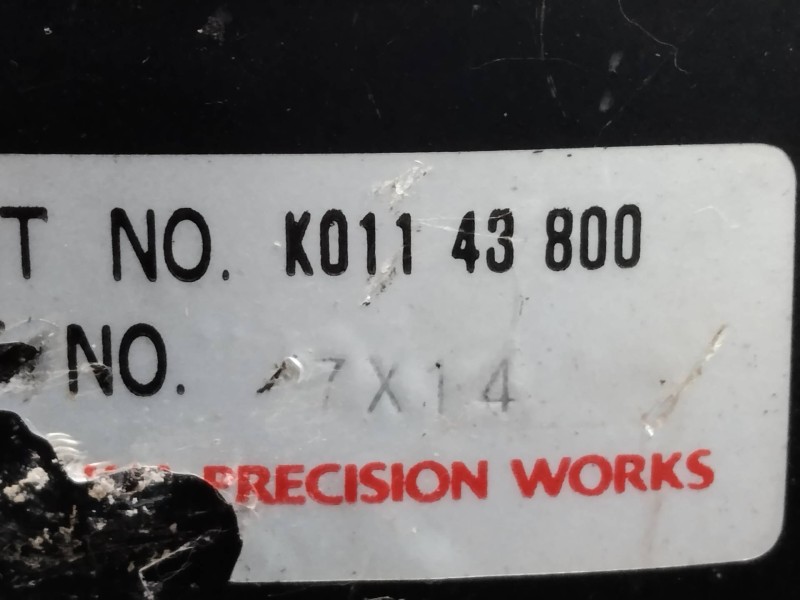 T NO. K011 43 800
NO. 7X14
PRECISION WORKS